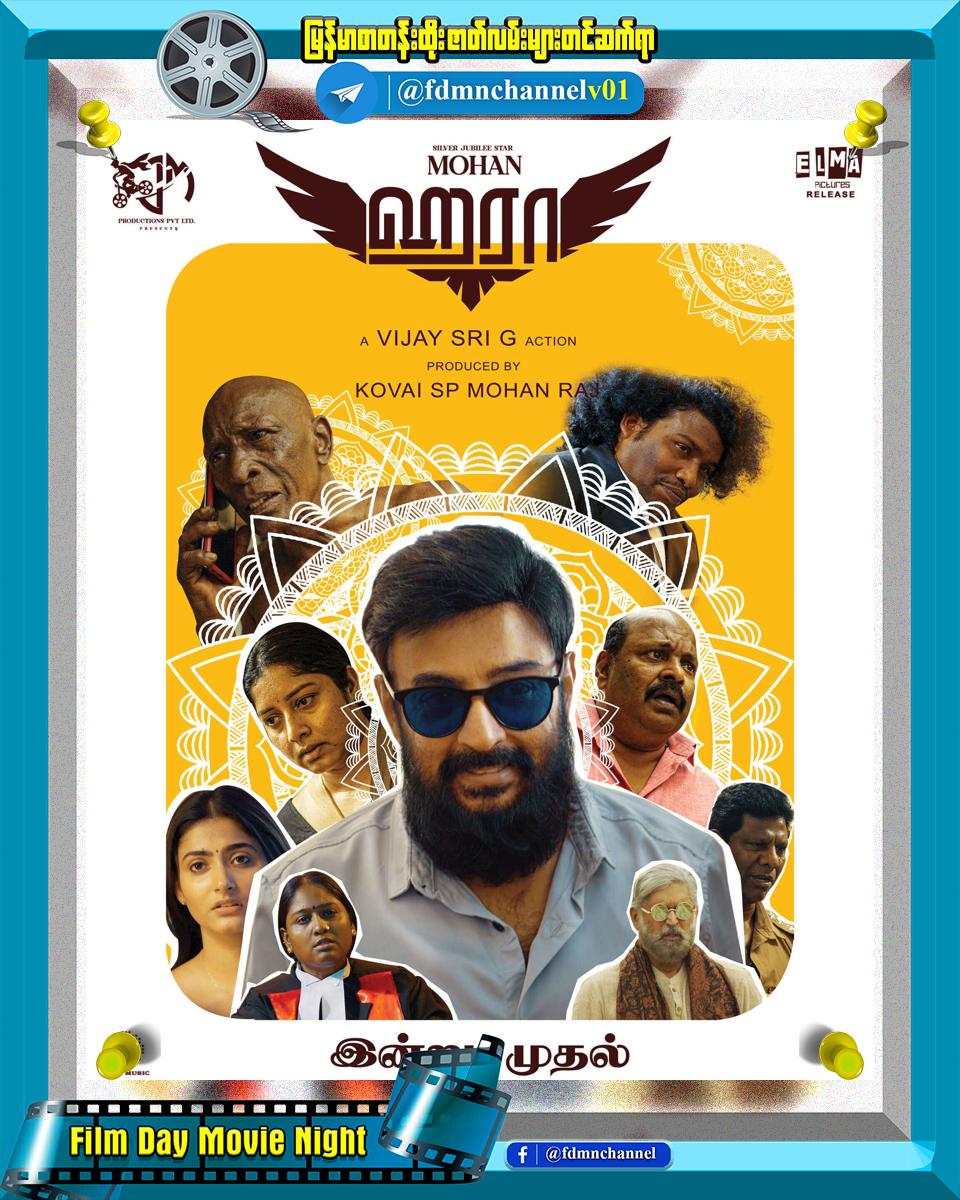 မြန်မာစာတန်းထိုးဇာတ်လမ်းများတင်ဆက်ရာ
@fdmnchannelv01
SILVER JUBILEE STAR
MOHAN
ஹரா
PRODUCTIONS PVT LTD.
PRESENTS
ELMA
PICTURES
RELEASE
A VIJAY SRI G ACTION
PRODUCED BY
KOVAI SP MOHAN RAJ
இன்று முதல்
MUSIC
Film Day Movie Night
@fdmnchannel